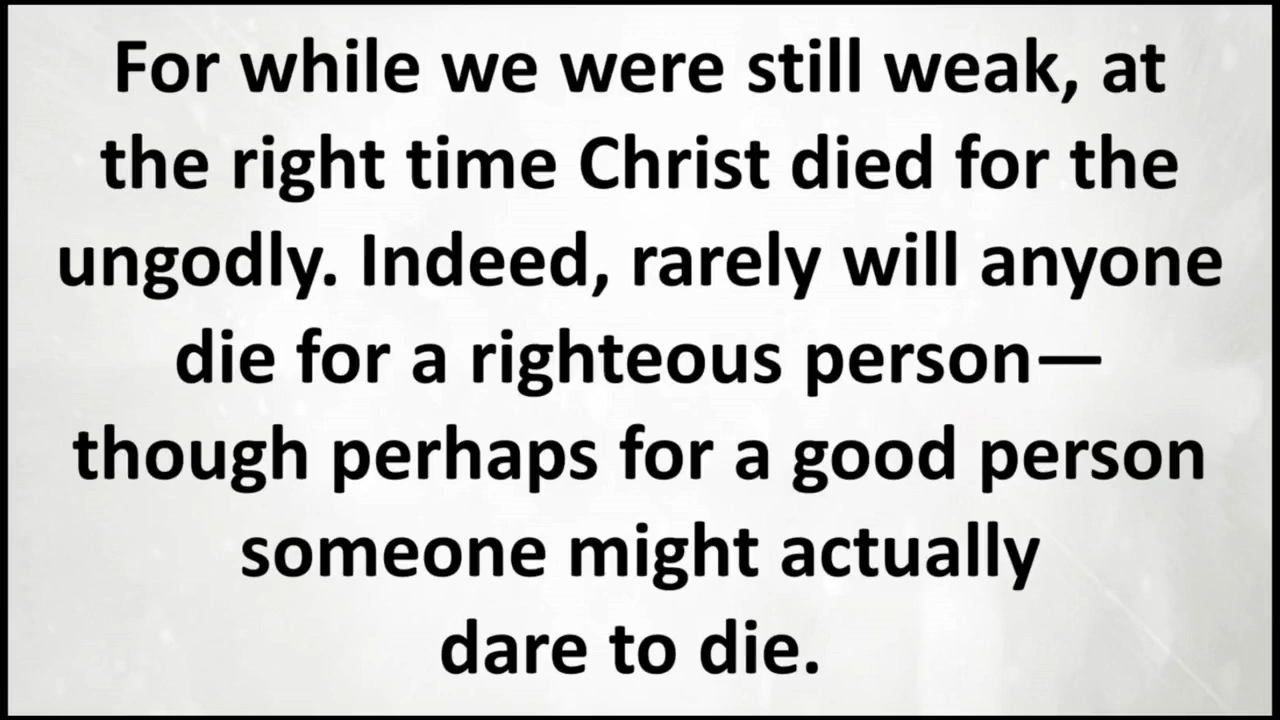 For while we were still weak, at
the right time Christ died for the
ungodly. Indeed, rarely will anyone
die for a righteous person—
though perhaps for a good person
someone might actually
dare to die.